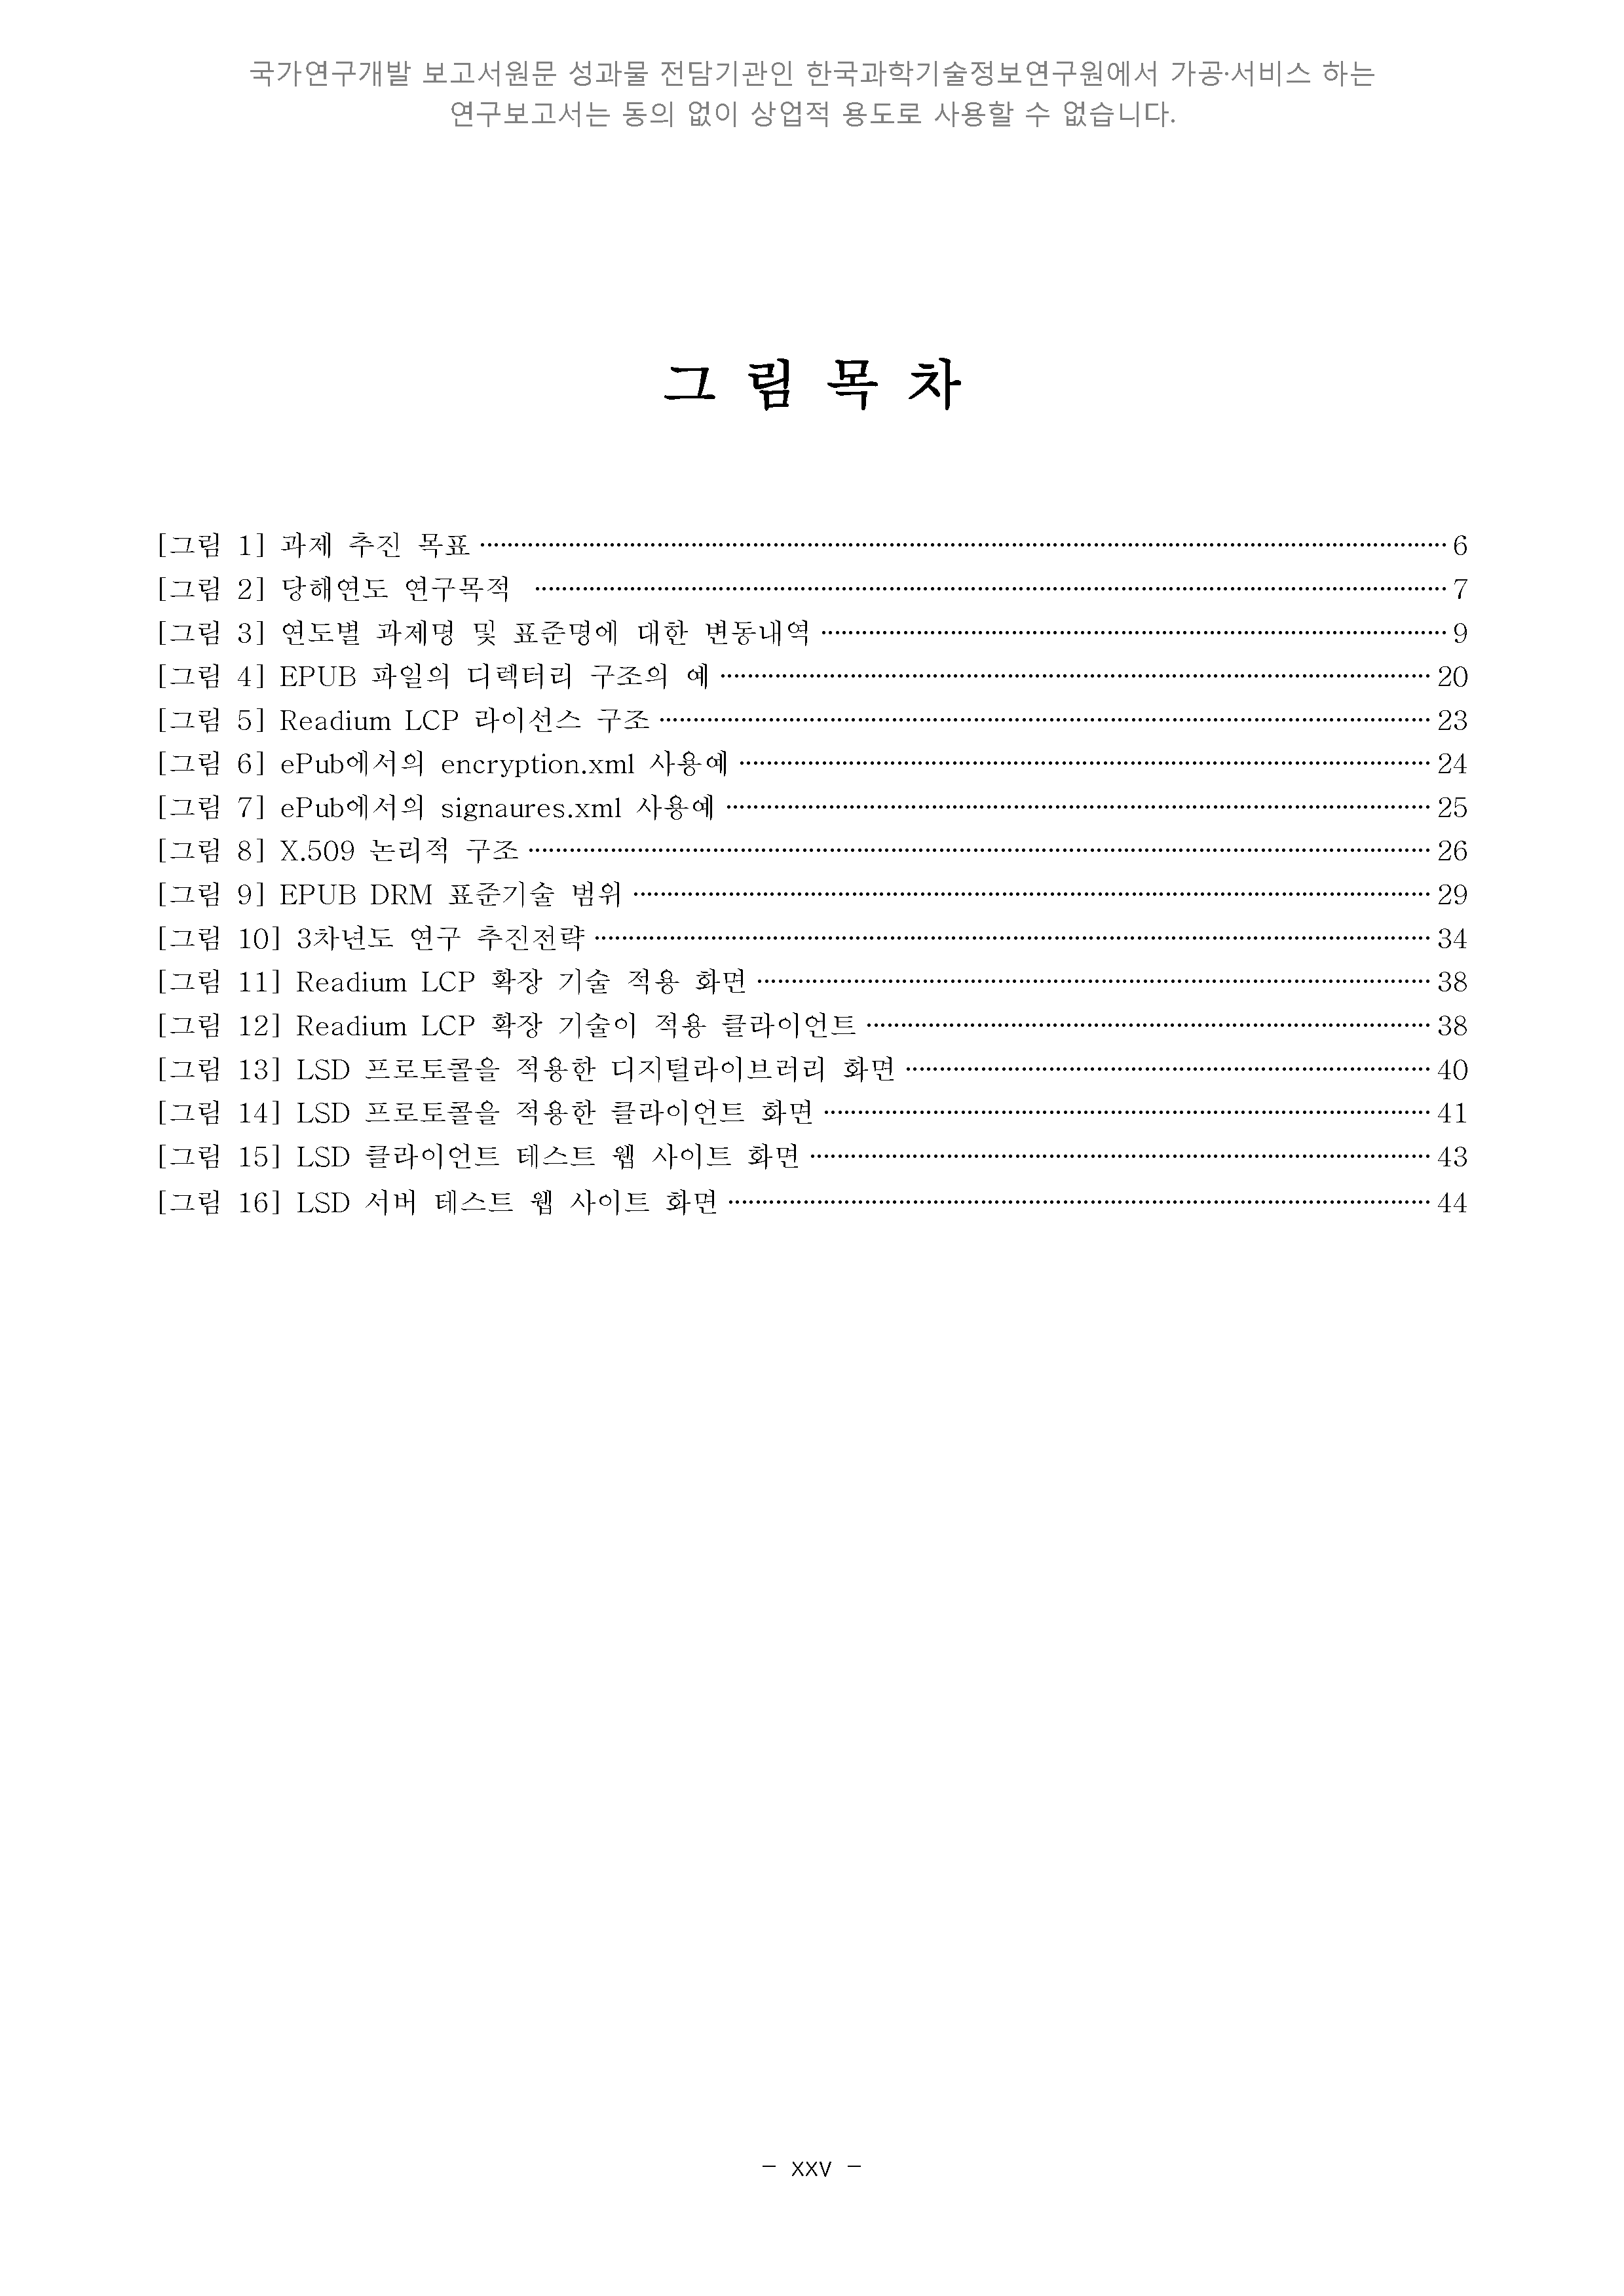 국가연구개발 보고서원문 성과물 전담기관인 한국과학기술정보연구원에서 가공·서비스 하는
연구보고서는 동의 없이 상업적 용도로 사용할 수 없습니다.
그 림 목 차
[그림 1] 과제 추진 목표 ········ 6
[그림 2] 당해연도 연구목적 ········ 7
[그림 3] 연도별 과제명 및 표준명에 대한 변동내역 ········ 9
[그림 4] EPUB 파일의 디렉터리 구조의 예 ········ 20
[그림 5] Readium LCP 라이선스 구조 ········ 23
[그림 6] ePub에서의 encryption.xml 사용예 ········ 24
[그림 7] ePub에서의 signaures.xml 사용예 ········ 25
[그림 8] X.509 논리적 구조 ········ 26
[그림 9] EPUB DRM 표준기술 범위 ········ 29
[그림 10] 3차년도 연구 추진전략 ········ 34
[그림 11] Readium LCP 확장 기술 적용 화면 ········ 38
[그림 12] Readium LCP 확장 기술이 적용 클라이언트 ········ 38
[그림 13] LSD 프로토콜을 적용한 디지털라이브러리 화면 ········ 40
[그림 14] LSD 프로토콜을 적용한 클라이언트 화면 ········ 41
[그림 15] LSD 클라이언트 테스트 웹 사이트 화면 ········ 43
[그림 16] LSD 서버 테스트 웹 사이트 화면 ········ 44
- xxv -